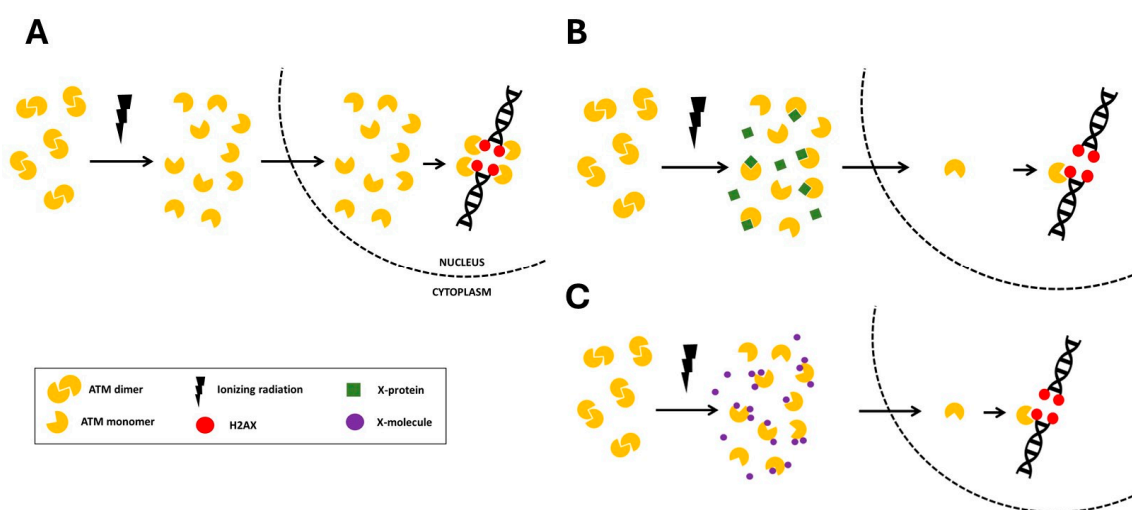 A
B
NUCLEUS
CYTOPLASM
C
ATM dimer
Ionizing radiation
X-protein
ATM monomer
H2AX
X-molecule